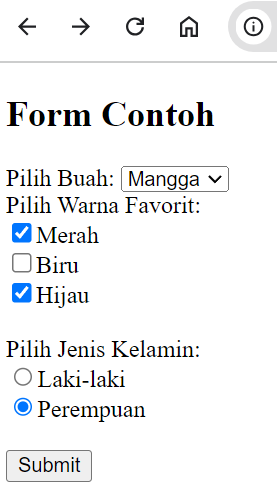 Form Contoh
Pilih Buah: Mangga
Pilih Warna Favorit:
Merah
Biru
Hijau
Pilih Jenis Kelamin:
Laki-laki
Perempuan
Submit